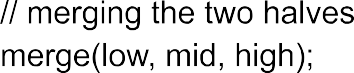 // merging the two halves
merge(low, mid, high);